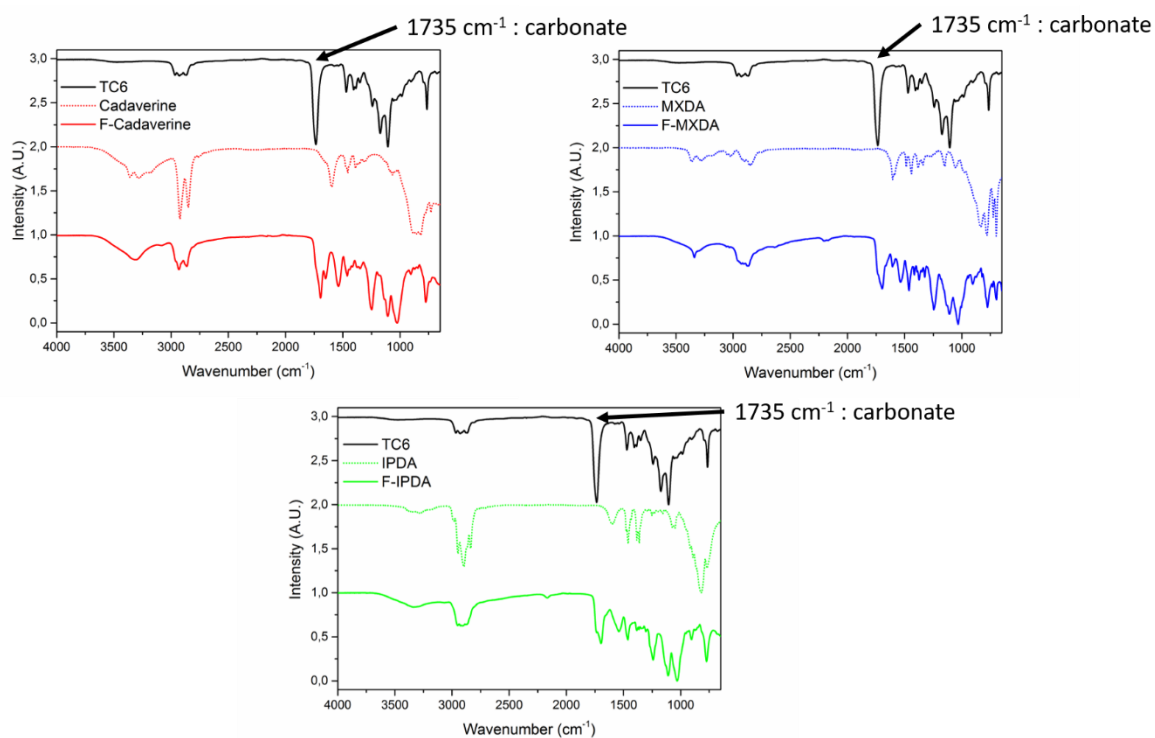 1735 cm⁻¹ : carbonate
3,0
2,5
2,0
1,5
1,0
0,5
0,0
Intensity (A.U.)
TC6
Cadaverine
F-Cadaverine
4000 3500 3000 2500 2000 1500 1000
Wavenumber (cm⁻¹)
1735 cm⁻¹ : carbonate
3,0
2,5
2,0
1,5
1,0
0,5
0,0
Intensity (A.U.)
TC6
MXDA
F-MXDA
4000 3500 3000 2500 2000 1500 1000
Wavenumber (cm⁻¹)
1735 cm⁻¹ : carbonate
3,0
2,5
2,0
1,5
1,0
0,5
0,0
Intensity (A.U.)
TC6
IPDA
F-IPDA
4000 3500 3000 2500 2000 1500 1000
Wavenumber (cm⁻¹)